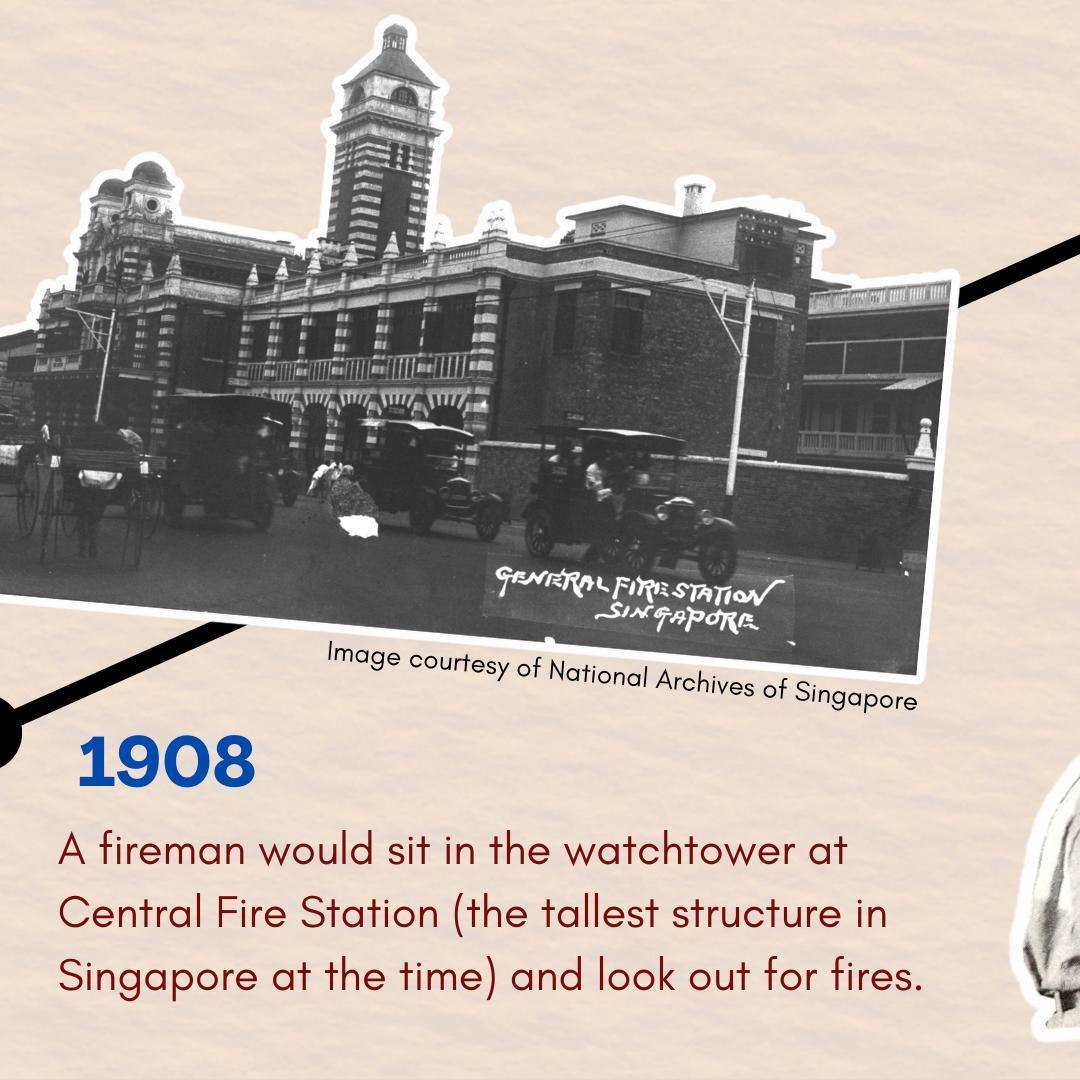 GENERAL FIRE STATION
SINGAPORE
Image courtesy of National Archives of Singapore
1908
A fireman would sit in the watchtower at
Central Fire Station (the tallest structure in
Singapore at the time) and look out for fires.